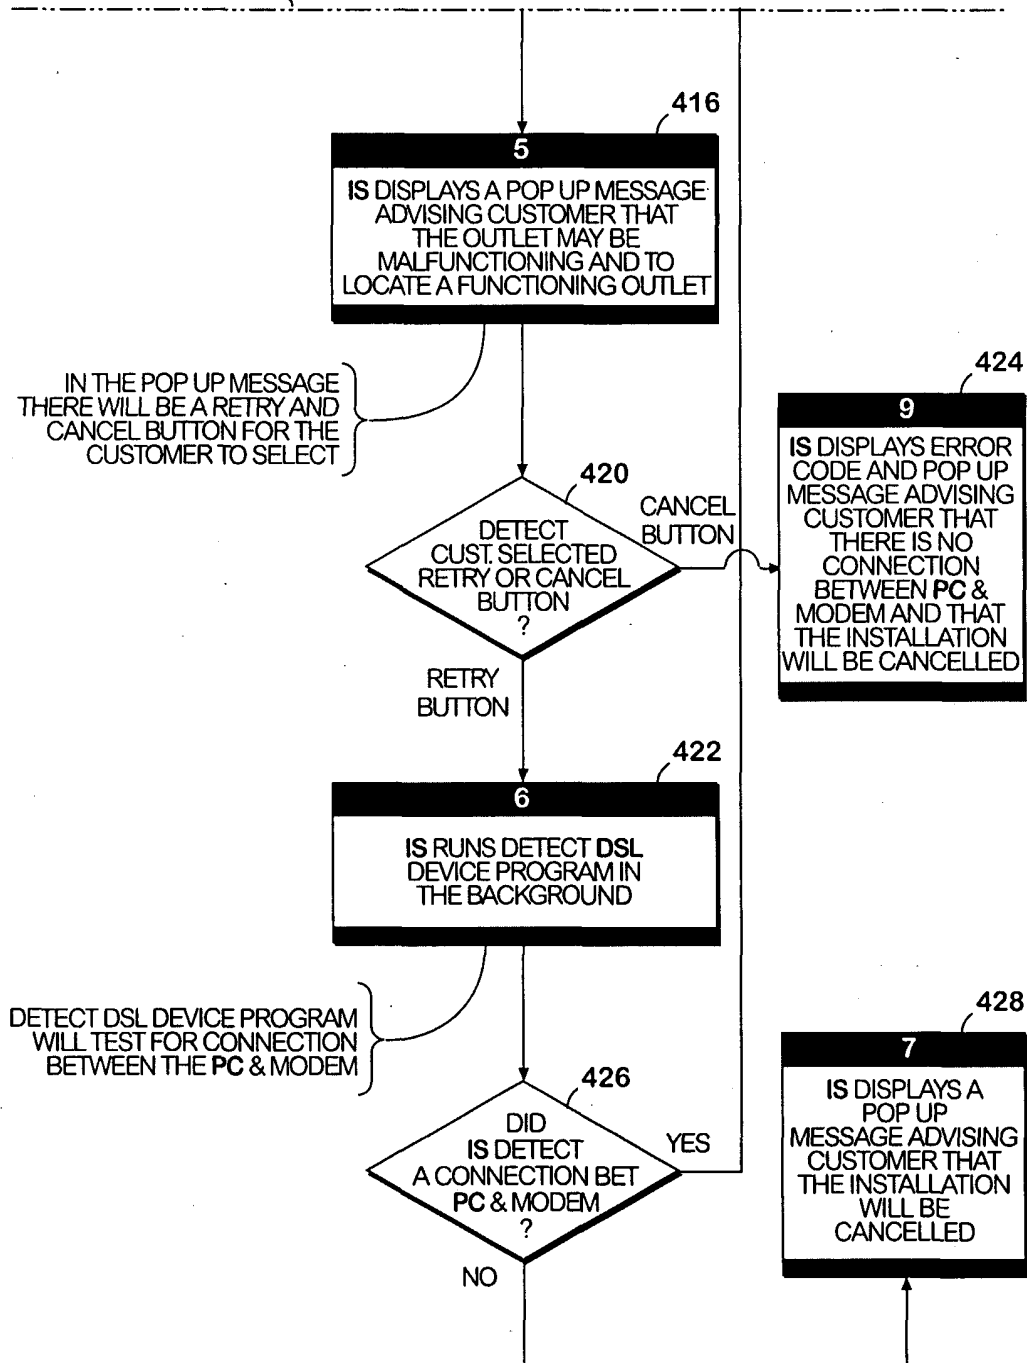 416
5
IS DISPLAYS A POP UP MESSAGE
ADVISING CUSTOMER THAT
THE OUTLET MAY BE
MALFUNCTIONING AND TO
LOCATE A FUNCTIONING OUTLET
IN THE POP UP MESSAGE
THERE WILL BE A RETRY AND
CANCEL BUTTON FOR THE
CUSTOMER TO SELECT
424
9
IS DISPLAYS ERROR
CODE AND POP UP
MESSAGE ADVISING
CUSTOMER THAT
THERE IS NO
CONNECTION
BETWEEN PC &
MODEM AND THAT
THE INSTALLATION
WILL BE CANCELLED
420
DETECT
CUST. SELECTED
RETRY OR CANCEL
BUTTON
?
CANCEL
BUTTON
RETRY
BUTTON
422
6
IS RUNS DETECT DSL
DEVICE PROGRAM IN
THE BACKGROUND
DETECT DSL DEVICE PROGRAM
WILL TEST FOR CONNECTION
BETWEEN THE PC & MODEM
426
DID
IS DETECT
A CONNECTION BET
PC & MODEM
?
YES
NO
428
7
IS DISPLAYS A
POP UP
MESSAGE ADVISING
CUSTOMER THAT
THE INSTALLATION
WILL BE
CANCELLED